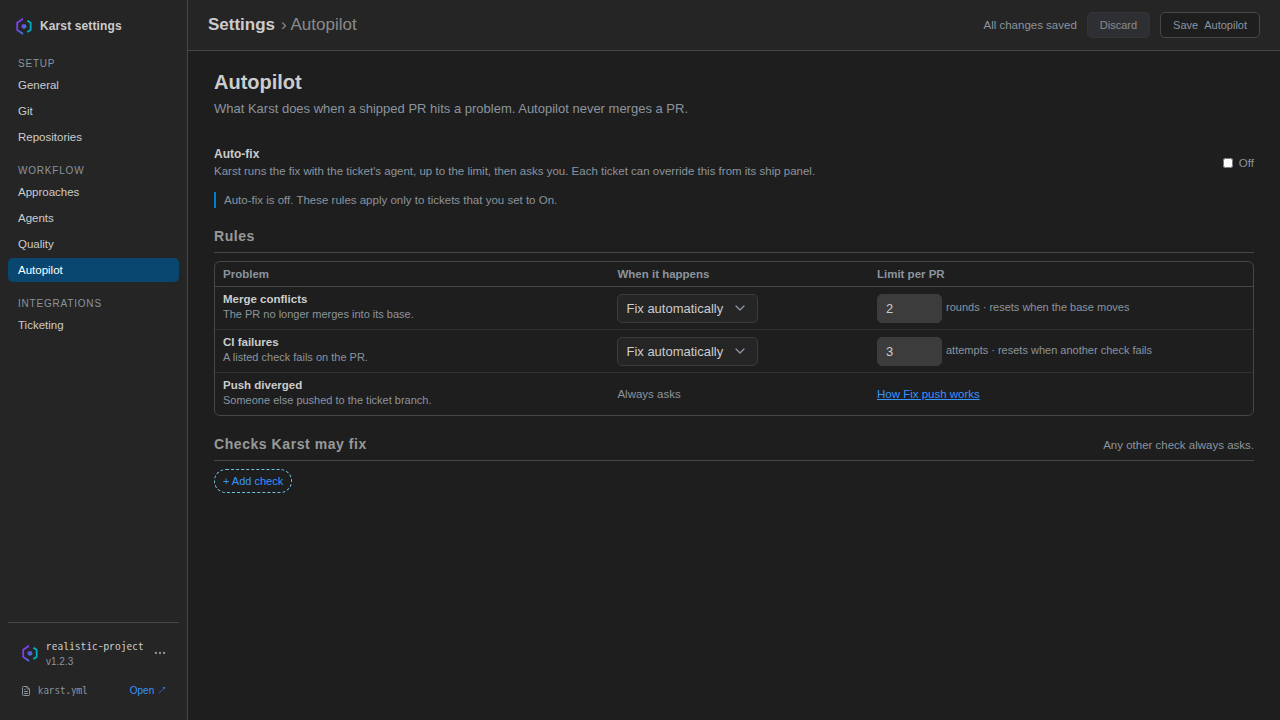 Karst settings
Settings › Autopilot
All changes saved
Discard
Save Autopilot
SETUP
General
Git
Repositories
WORKFLOW
Approaches
Agents
Quality
Autopilot
INTEGRATIONS
Ticketing
realistic-project
v1.2.3
karst.yml
Open ↗
Autopilot
What Karst does when a shipped PR hits a problem. Autopilot never merges a PR.
Auto-fix
Karst runs the fix with the ticket's agent, up to the limit, then asks you. Each ticket can override this from its ship panel.
Off
Auto-fix is off. These rules apply only to tickets that you set to On.
Rules
Problem When it happens Limit per PR
Merge conflicts
The PR no longer merges into its base.
Fix automatically
2 rounds · resets when the base moves
CI failures
A listed check fails on the PR.
Fix automatically
3 attempts · resets when another check fails
Push diverged
Someone else pushed to the ticket branch.
Always asks
How Fix push works
Checks Karst may fix
Any other check always asks.
+ Add check